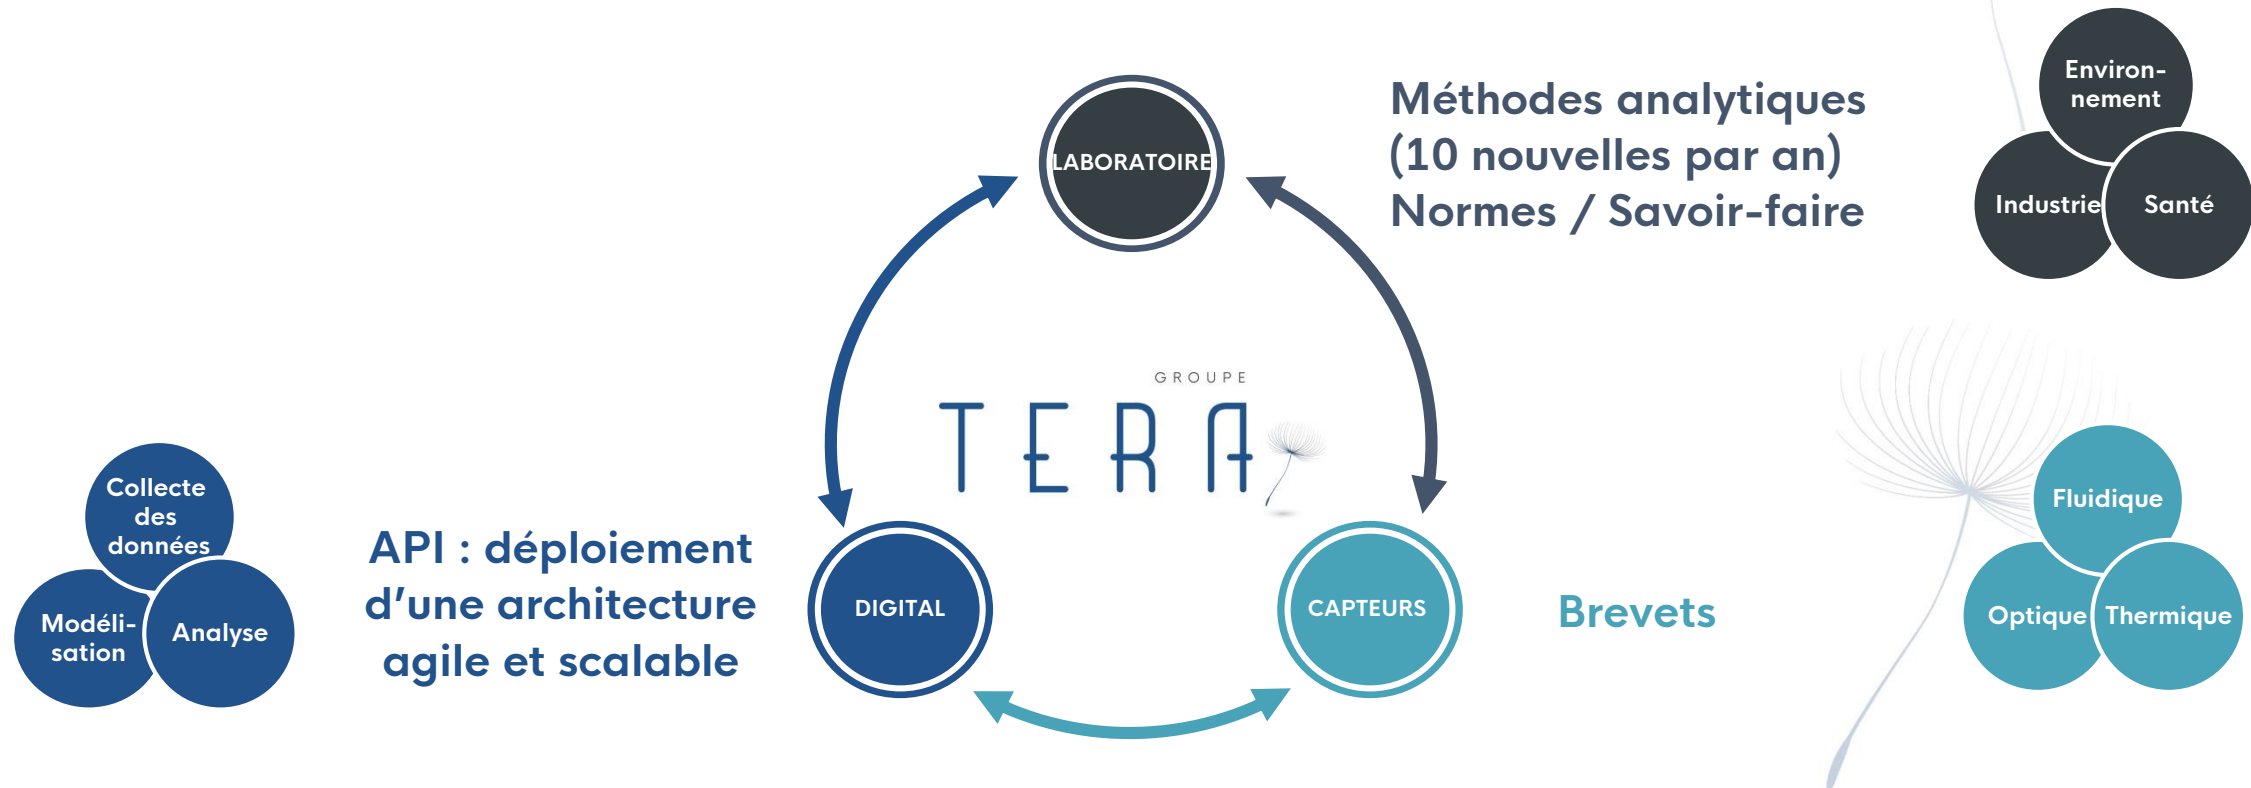 Environ-
nement
Industrie
Santé
LABORATOIRE
Méthodes analytiques
(10 nouvelles par an)
Normes / Savoir-faire
GROUPE
TERA
Collecte
des
données
Modéli-
sation
Analyse
API : déploiement
d’une architecture
agile et scalable
DIGITAL
CAPTEURS
Brevets
Fluidique
Optique
Thermique